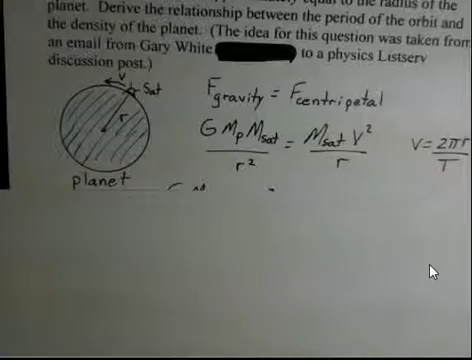 planet. Derive the relationship between the period of the orbit and
the density of the planet. (The idea for this question was taken from
an email from Gary White to a physics Listserv
discussion post.)
V
Sat
r
planet
F gravity = F centripetal
G Mp Msat / r² = Msat V² / r
V = 2πr / T